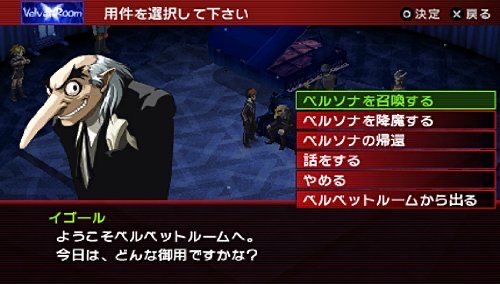 Velvet Room
用件を選択して下さい
○決定 ×戻る
ペルソナを召喚する
ペルソナを降魔する
ペルソナの帰還
話をする
やめる
ベルベットルームから出る
イゴール
ようこそベルベットルームへ。
今日は、どんな御用ですかな?